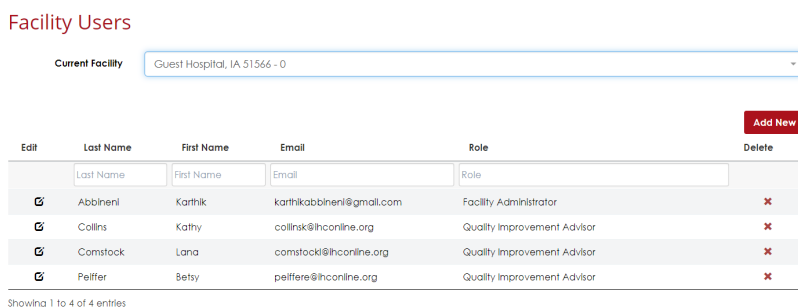 Facility Users
Current Facility Guest Hospital, IA 51566 - 0
Add New
Edit Last Name First Name Email Role Delete
Last Name First Name Email Role
Abbineni Karthik karthikabbineni@gmail.com Facility Administrator
Collins Kathy collinsk@ihconline.org Quality Improvement Advisor
Comstock Lana comstockl@ihconline.org Quality Improvement Advisor
Peiffer Betsy peiffere@ihconline.org Quality Improvement Advisor
Showing 1 to 4 of 4 entries